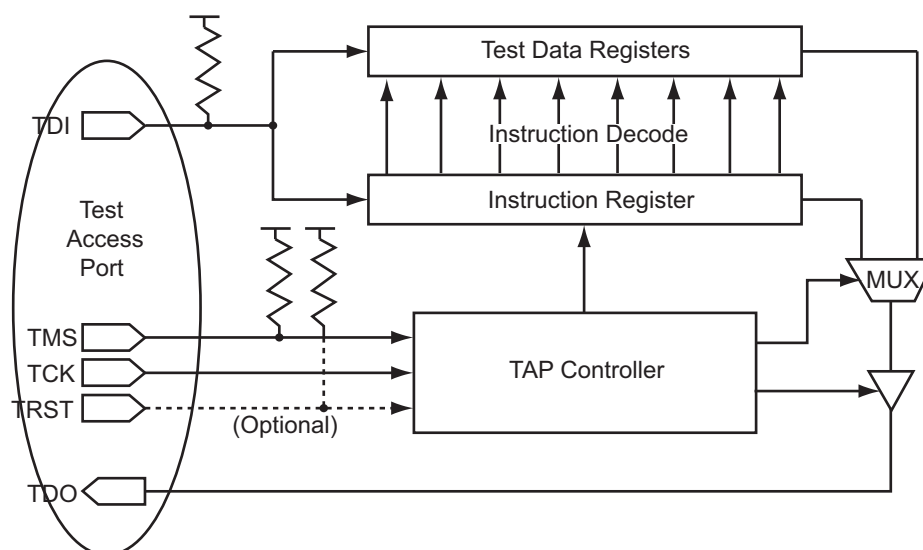 Test Data Registers
TDI
Instruction Decode
Instruction Register
Test
Access
Port
MUX
TMS
TCK
TAP Controller
TRST
(Optional)
TDO